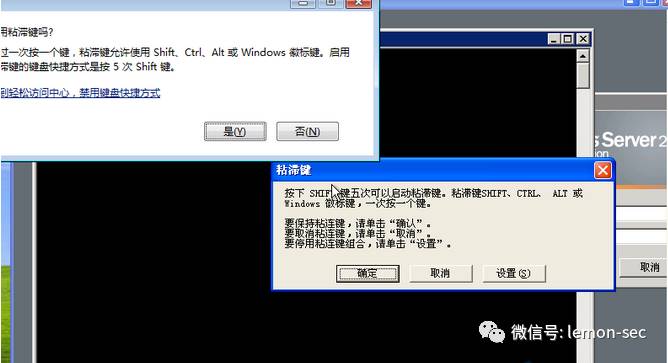 用粘滞键吗?
过一次按一个键，粘滞键允许使用 Shift、Ctrl、Alt 或 Windows 徽标键。启用
滞键的键盘快捷方式是按 5 次 Shift 键。
到轻松访问中心，禁用键盘快捷方式
是(Y)
否(N)
s Server 2
ition
粘滞键
按下 SHIFT键五次可以启动粘滞键。粘滞键SHIFT、CTRL、 ALT 或
Windows 徽标键，一次按一个键。
要保持粘连键，请单击“确认”。
要取消粘连键，请单击“取消”。
要停用粘连键组合，请单击“设置”。
确定
取消
设置(S)
取消
微信号: lemon-sec